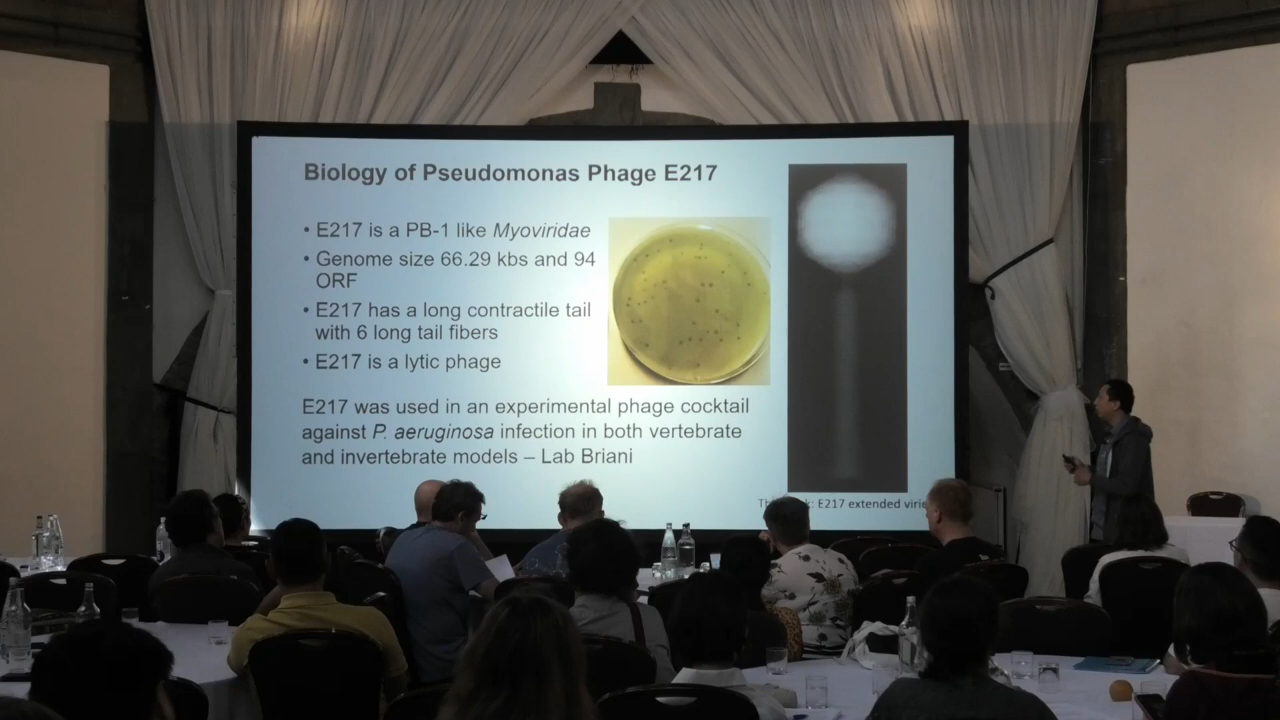 Biology of Pseudomonas Phage E217
• E217 is a PB-1 like Myoviridae
• Genome size 66.29 kbs and 94
ORF
• E217 has a long contractile tail
with 6 long tail fibers
• E217 is a lytic phage
E217 was used in an experimental phage cocktail
against P. aeruginosa infection in both vertebrate
and invertebrate models – Lab Briani
E217 extended